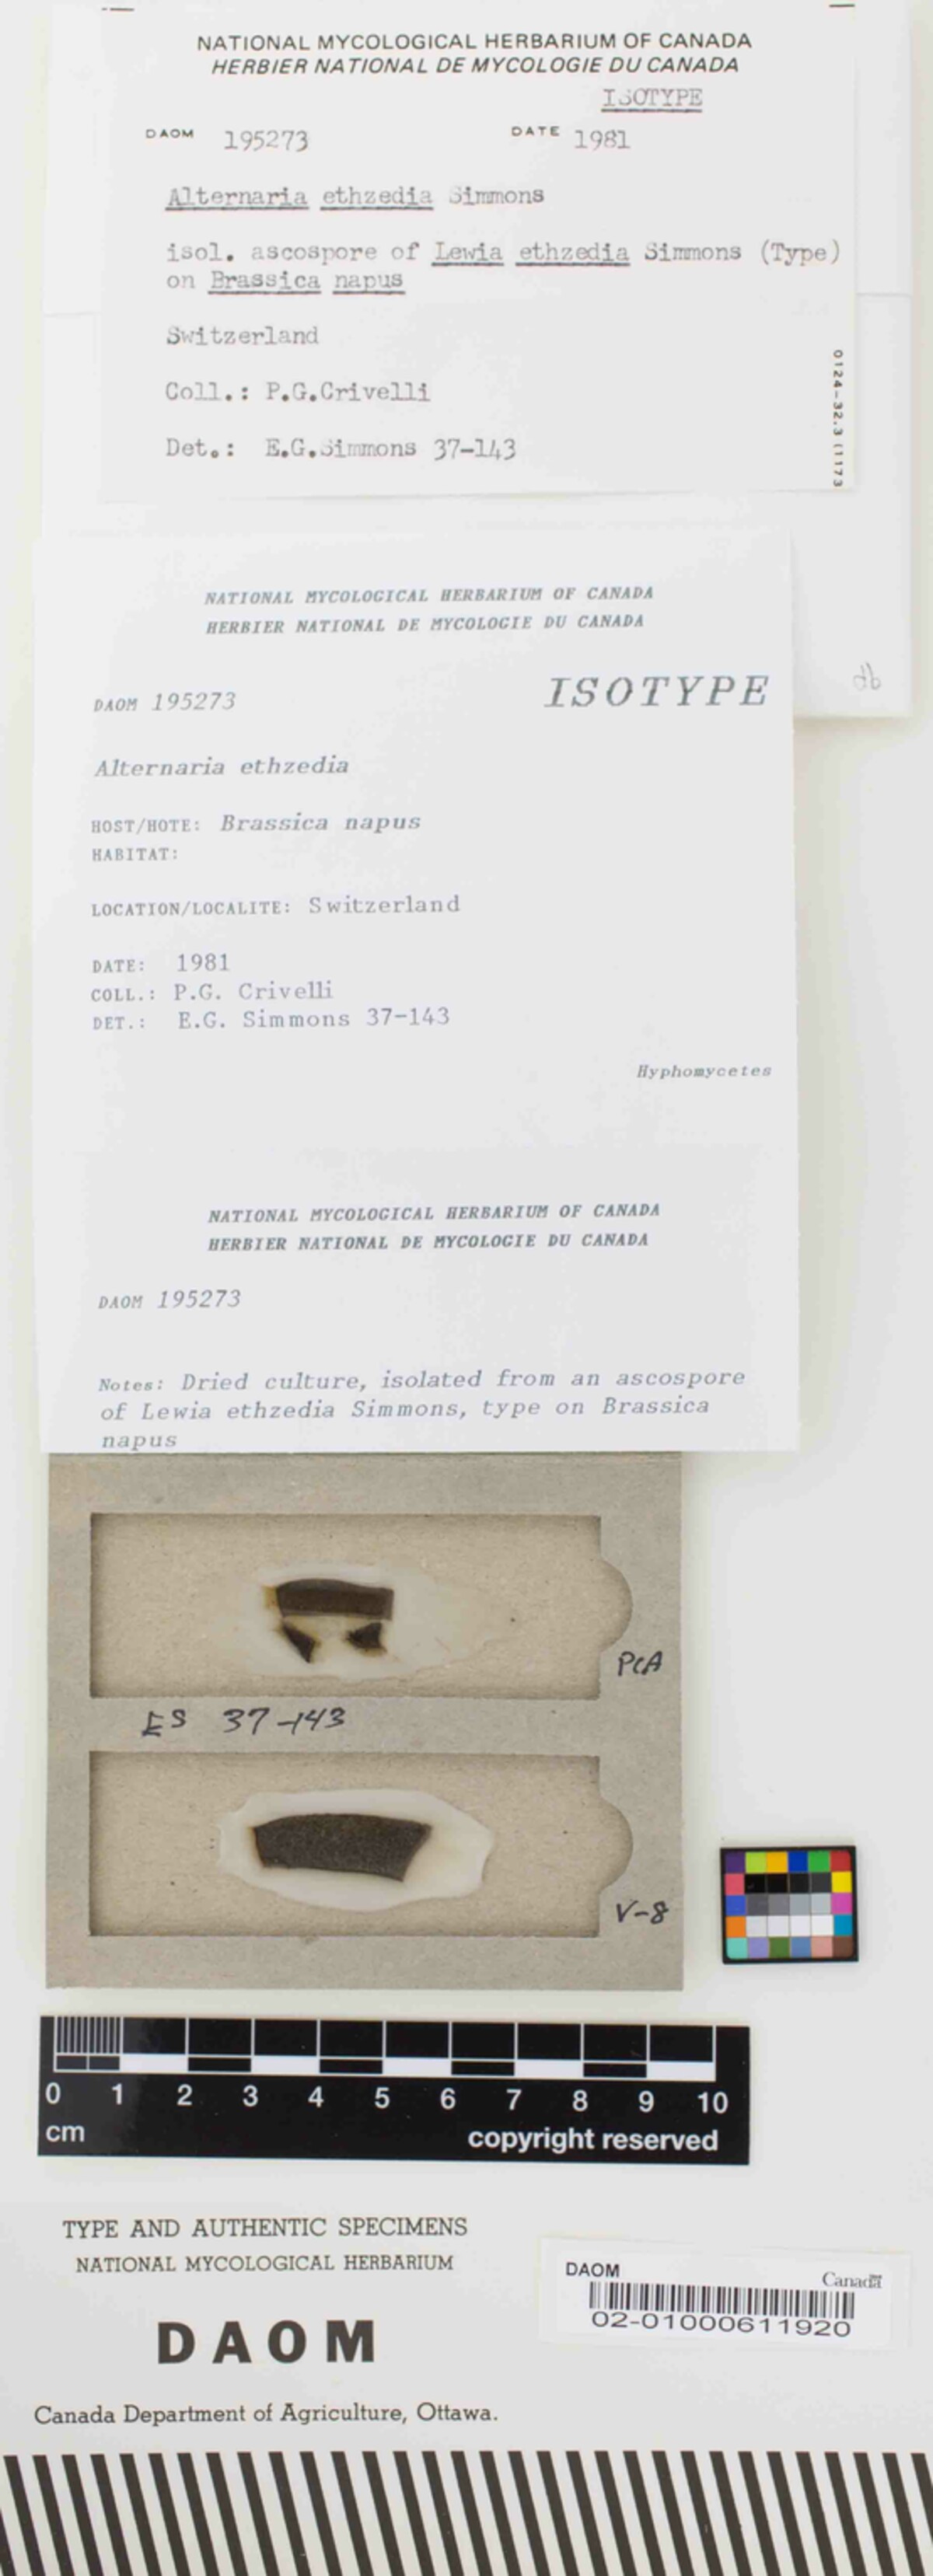 NATIONAL MYCOLOGICAL HERBARIUM OF CANADA
HERBIER NATIONAL DE MYCOLOGIE DU CANADA
ISOTYPE
DAOM 195273 DATE 1981
Alternaria ethzedia Simmons
isol. ascospore of Lewia ethzedia Simmons (Type)
on Brassica napus
Switzerland
Coll.: P.G.Crivelli
Det.: E.G.Simmons 37-143
0124-32.3 (1173
NATIONAL MYCOLOGICAL HERBARIUM OF CANADA
HERBIER NATIONAL DE MYCOLOGIE DU CANADA
DAOM 195273 ISOTYPE
Alternaria ethzedia
HOST/HOTE: Brassica napus
HABITAT:
LOCATION/LOCALITE: Switzerland
DATE: 1981
COLL.: P.G. Crivelli
DET.: E.G. Simmons 37-143
Hyphomycetes
NATIONAL MYCOLOGICAL HERBARIUM OF CANADA
HERBIER NATIONAL DE MYCOLOGIE DU CANADA
DAOM 195273
Notes: Dried culture, isolated from an ascospore
of Lewia ethzedia Simmons, type on Brassica
napus
PCA
ES 37-143
V-8
0 1 2 3 4 5 6 7 8 9 10
cm copyright reserved
TYPE AND AUTHENTIC SPECIMENS
NATIONAL MYCOLOGICAL HERBARIUM
DAOM
Canada Department of Agriculture, Ottawa.
DAOM Canada
02-01000611920